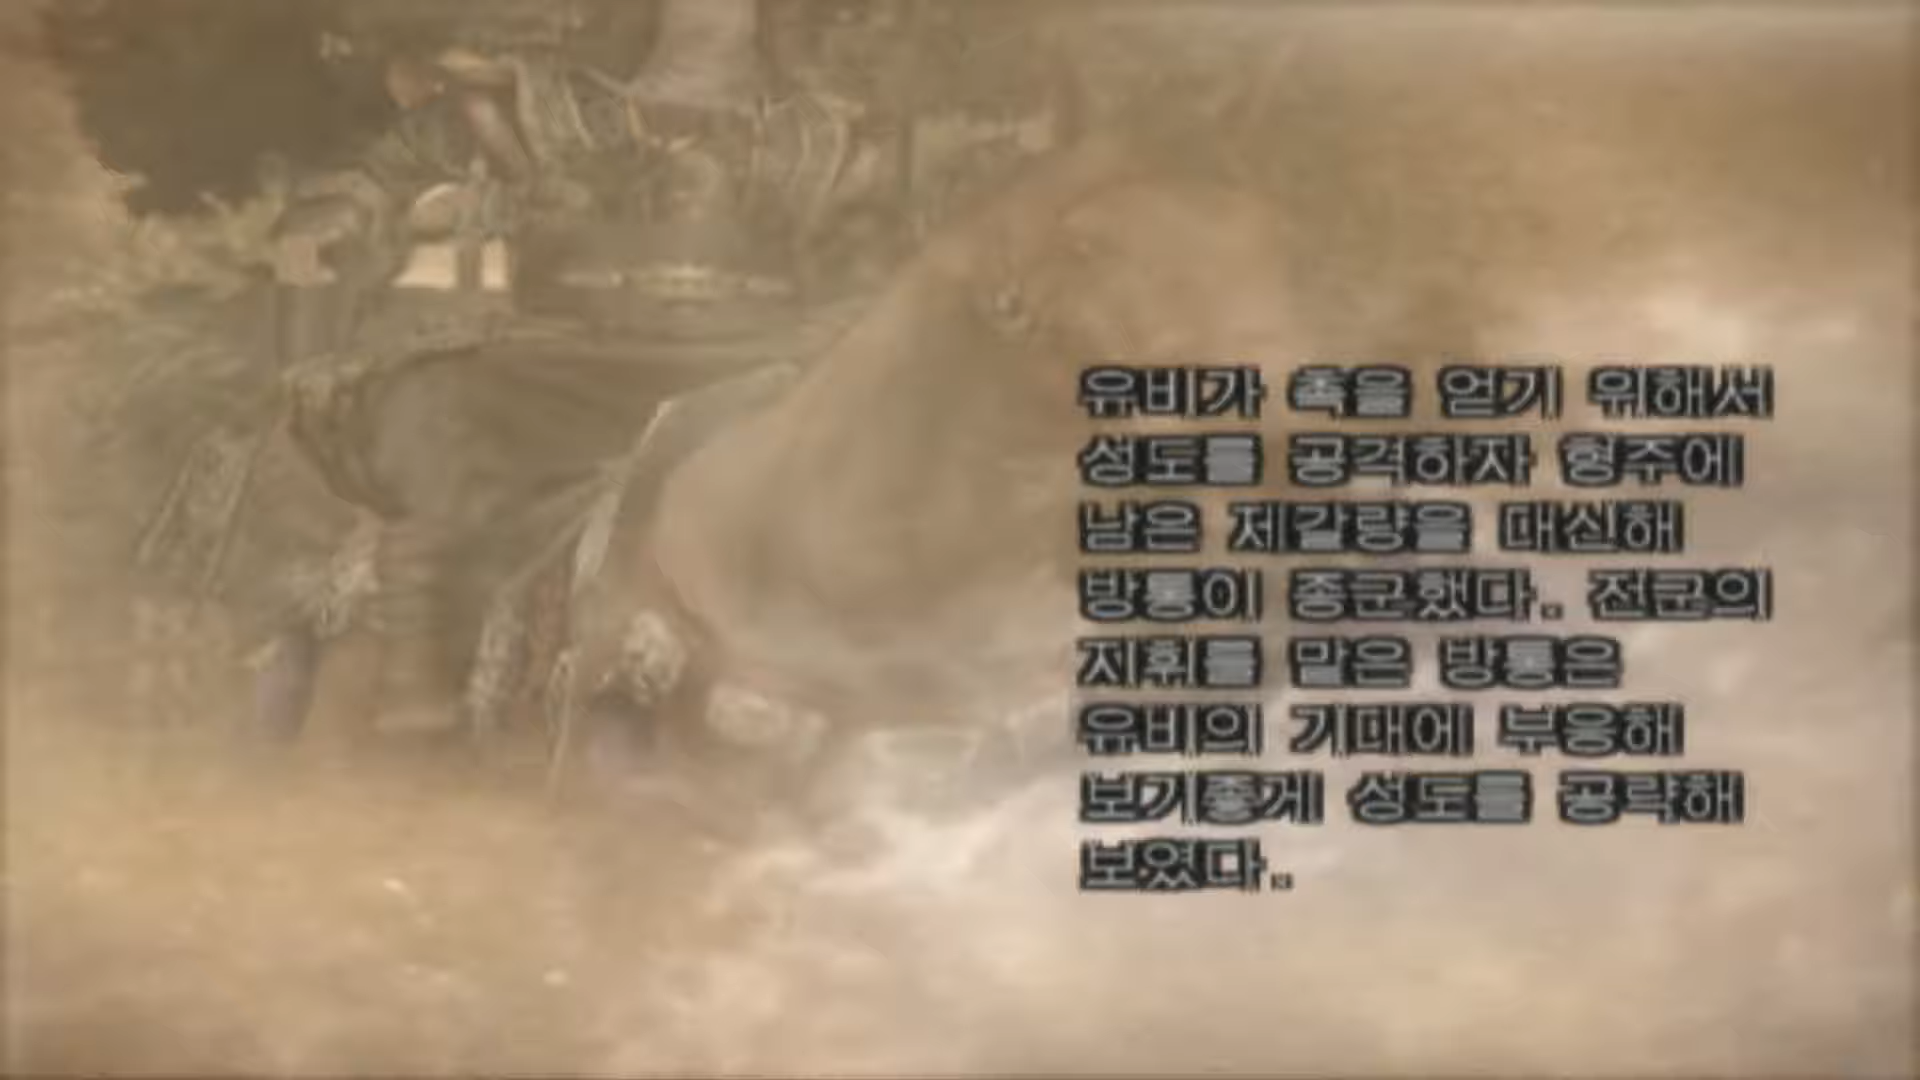 유비가 촉을 얻기 위해서
성도를 공격하자 형주에
남은 제갈량을 대신해
방통이 종군했다. 전군의
지휘를 맡은 방통은
유비의 기대에 부응해
보기좋게 성도를 공략해
보였다.